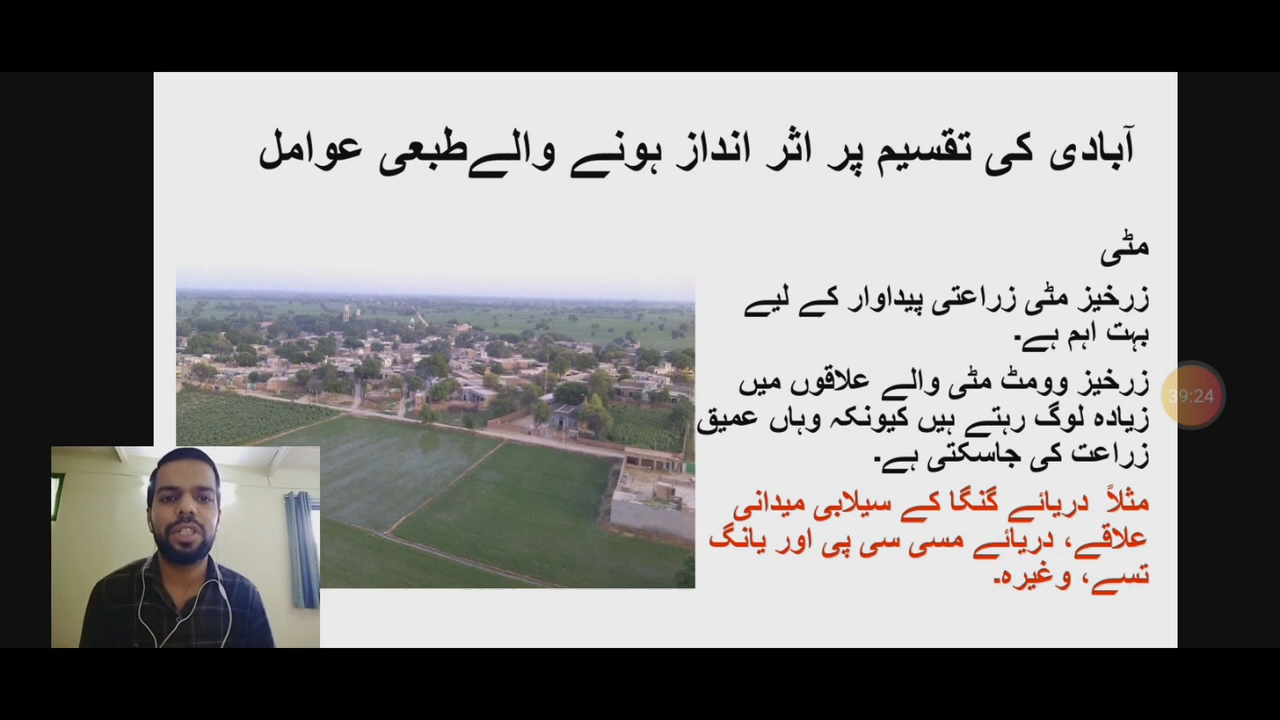 آبادی کی تقسیم پر اثر انداز ہونے والےطبعی عوامل
مٹی
زرخیز مٹی زراعتی پیداوار کے لیے
بہت اہم ہے۔
زرخیز وومٹ مٹی والے علاقوں میں
زیادہ لوگ رہتے ہیں کیونکہ وہاں عمیق
زراعت کی جاسکتی ہے۔
مثلاً دریائے گنگا کے سیلابی میدانی
علاقے، دریائے مسی سی پی اور یانگ
تسے، وغیرہ۔
39:24